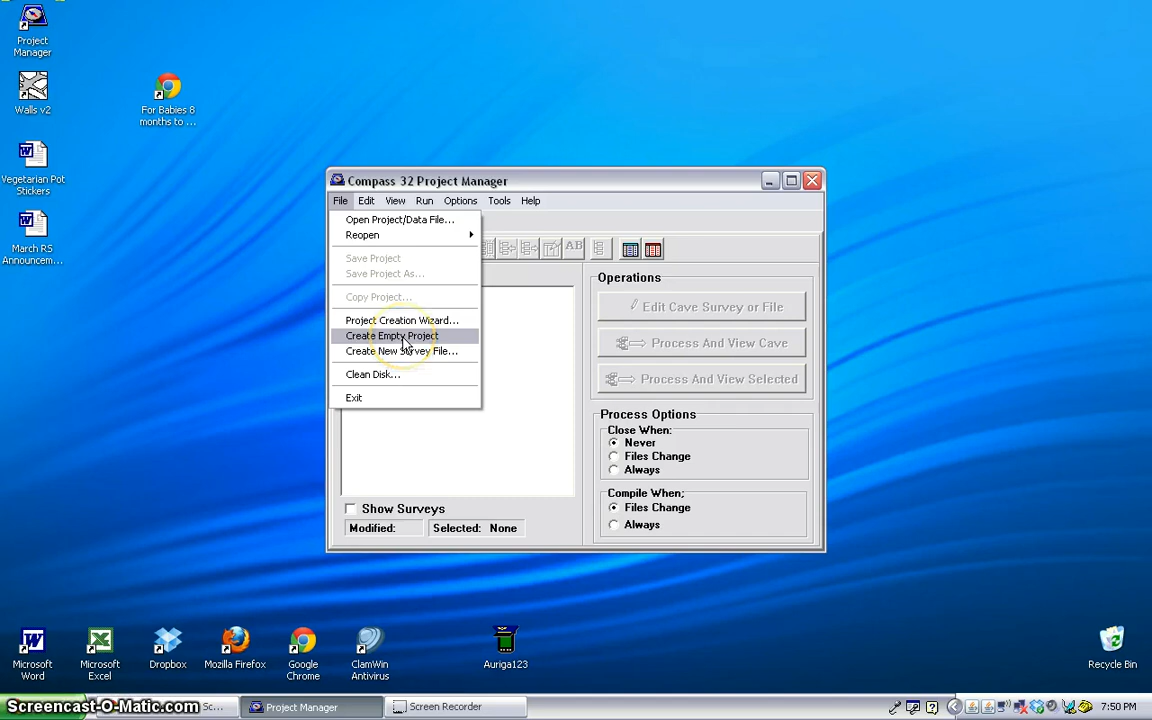 Project
Manager
Walls v2
For Babies 8
months to ...
Vegetarian Pot
Stickers
March RS
Announcem...
Compass 32 Project Manager
File Edit View Run Options Tools Help
Open Project/Data File...
Reopen
Save Project
Save Project As...
Copy Project...
Project Creation Wizard...
Create Empty Project
Create New Survey File...
Clean Disk...
Exit
AB
Operations
Edit Cave Survey or File
Process And View Cave
Process And View Selected
Process Options
Close When:
Never
Files Change
Always
Compile When;
Files Change
Always
Show Surveys
Modified:
Selected: None
Microsoft
Word
Microsoft
Excel
Dropbox
Mozilla Firefox
Google
Chrome
ClamWin
Antivirus
Auriga123
Recycle Bin
Screencast-O-Matic.com
Sc...
Project Manager
Screen Recorder
7:50 PM